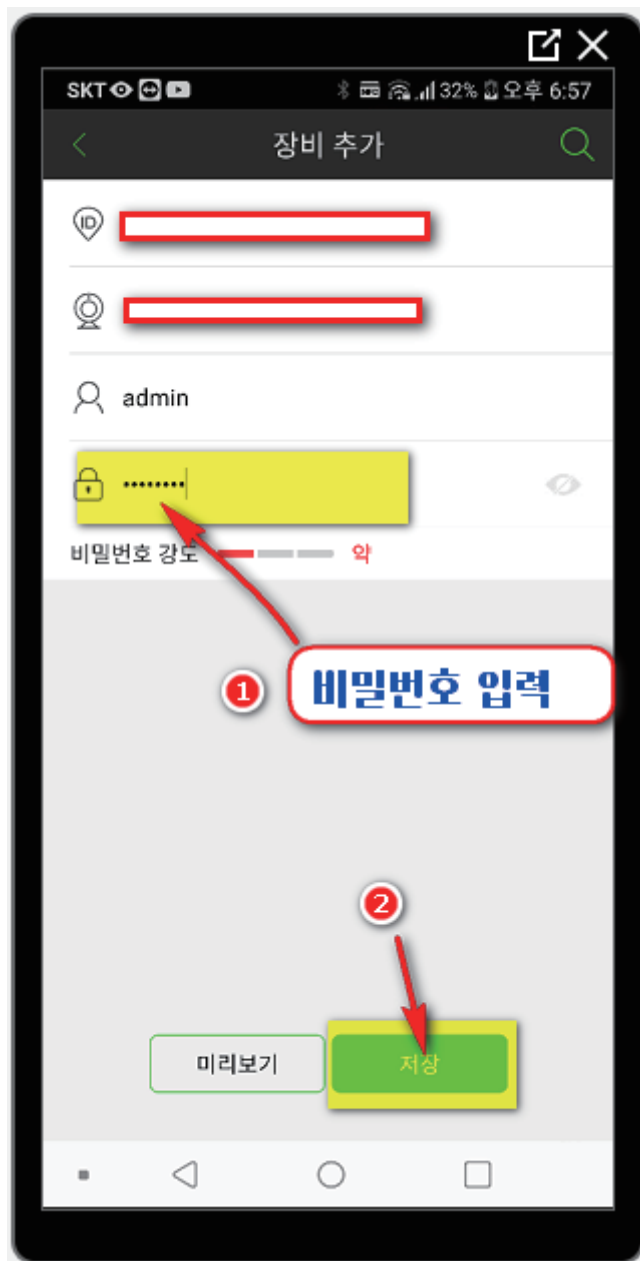 SKT 32% 오후 6:57
장비 추가
ID
admin
••••••••
비밀번호 강도 약
1 비밀번호 입력
2
미리보기 저장